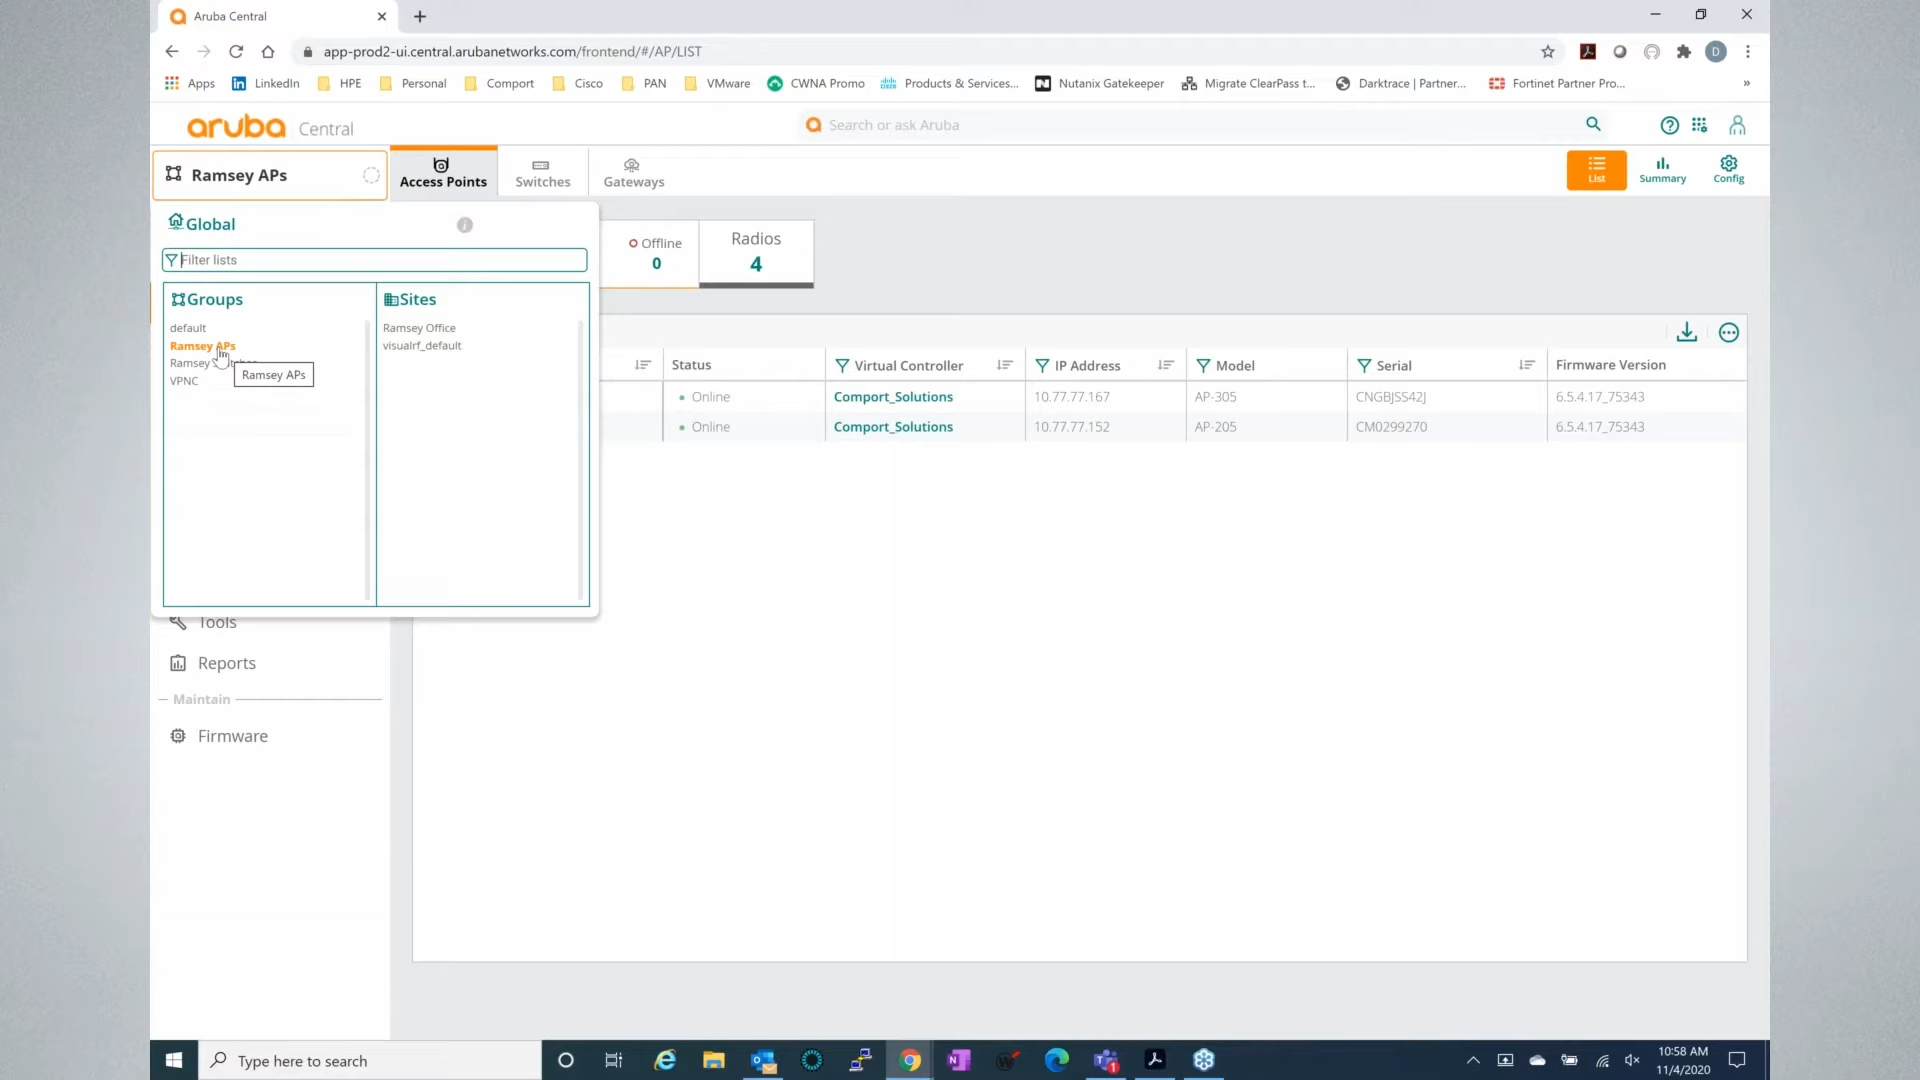 Aruba Central
app-prod2-ui.central.arubanetworks.com/frontend/#/AP/LIST
D
Apps LinkedIn HPE Personal Comport Cisco PAN VMware CWNA Promo Products & Services... Nutanix Gatekeeper Migrate ClearPass t... Darktrace | Partner... Fortinet Partner Pro... »
aruba Central
Search or ask Aruba
Ramsey APs
Access Points
Switches
Gateways
List
Summary
Config
Global
Filter lists
Groups
default
Ramsey APs
Ramsey
VPNC
Ramsey APs
Sites
Ramsey Office
visualrf_default
Offline
0
Radios
4
Status Virtual Controller IP Address Model Serial Firmware Version
Online Comport_Solutions 10.77.77.167 AP-305 CNGBJSS42J 6.5.4.17_75343
Online Comport_Solutions 10.77.77.152 AP-205 CM0299270 6.5.4.17_75343
Tools
Reports
Maintain
Firmware
Type here to search
10:58 AM
11/4/2020